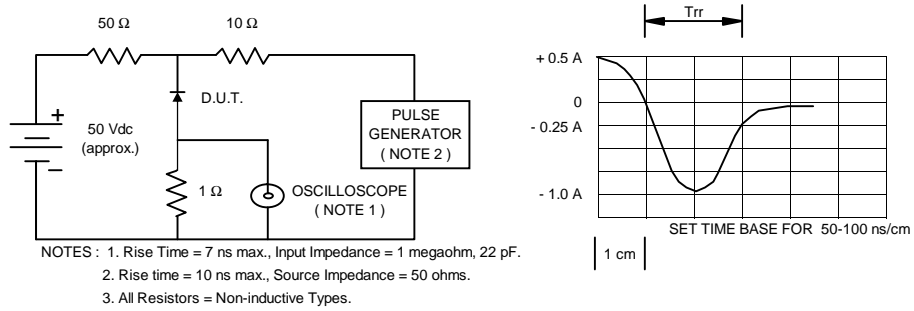 50 Ω
10 Ω
+
50 Vdc
(approx.)
−
D.U.T.
1 Ω
OSCILLOSCOPE
( NOTE 1 )
PULSE
GENERATOR
( NOTE 2 )
Trr
+ 0.5 A
0
- 0.25 A
- 1.0 A
SET TIME BASE FOR 50-100 ns/cm
1 cm
NOTES : 1. Rise Time = 7 ns max., Input Impedance = 1 megaohm, 22 pF.
2. Rise time = 10 ns max., Source Impedance = 50 ohms.
3. All Resistors = Non-inductive Types.